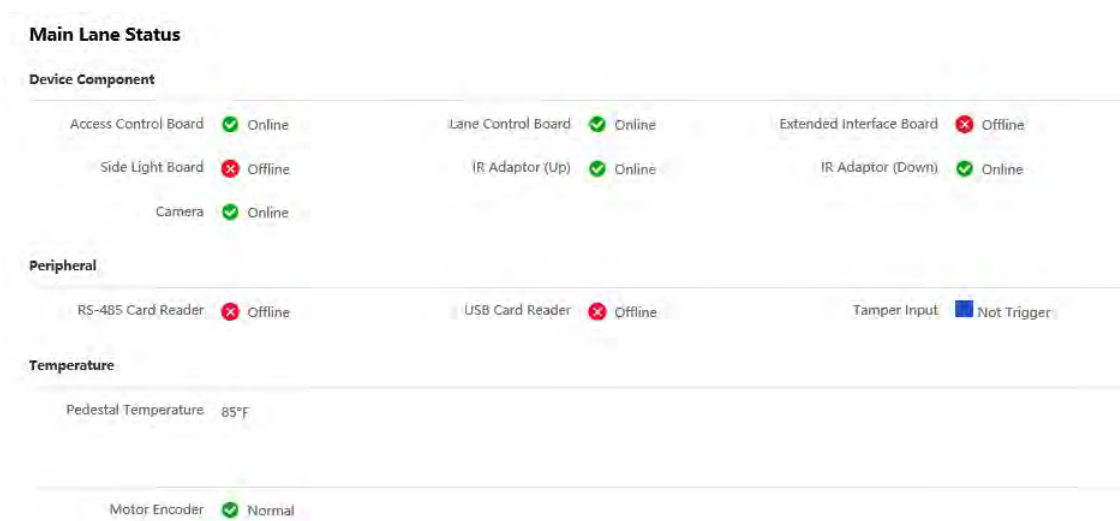 Main Lane Status
Device Component
Access Control Board Online Lane Control Board Online Extended Interface Board Offline
Side Light Board Offline IR Adaptor (Up) Online IR Adaptor (Down) Online
Camera Online
Peripheral
RS-485 Card Reader Offline USB Card Reader Offline Tamper Input Not Trigger
Temperature
Pedestal Temperature 85°F
Motor Encoder Normal